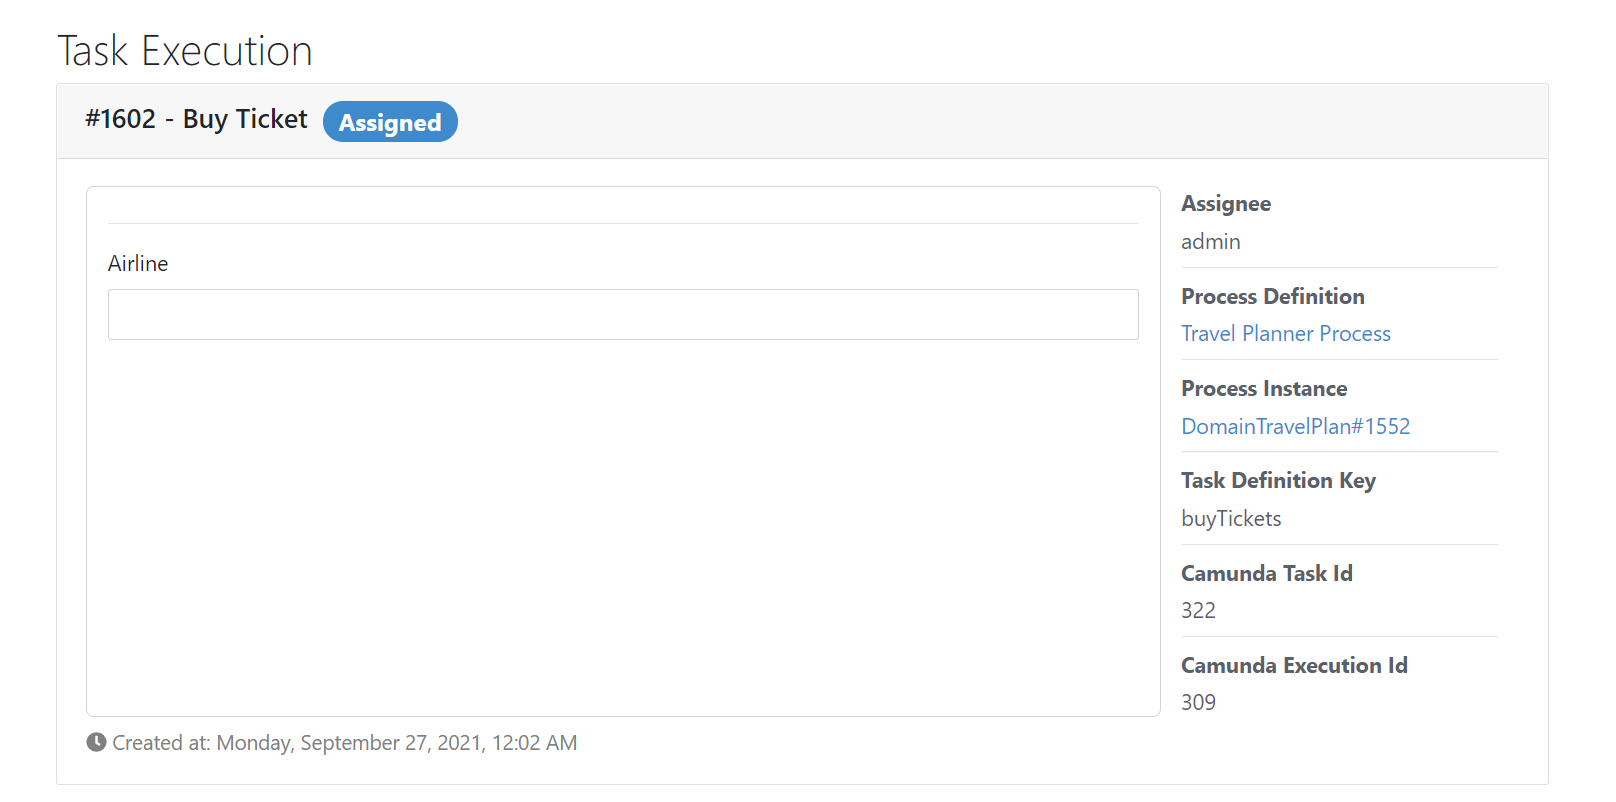 Task Execution
#1602 - Buy Ticket Assigned
Airline
Assignee
admin
Process Definition
Travel Planner Process
Process Instance
DomainTravelPlan#1552
Task Definition Key
buyTickets
Camunda Task Id
322
Camunda Execution Id
309
Created at: Monday, September 27, 2021, 12:02 AM